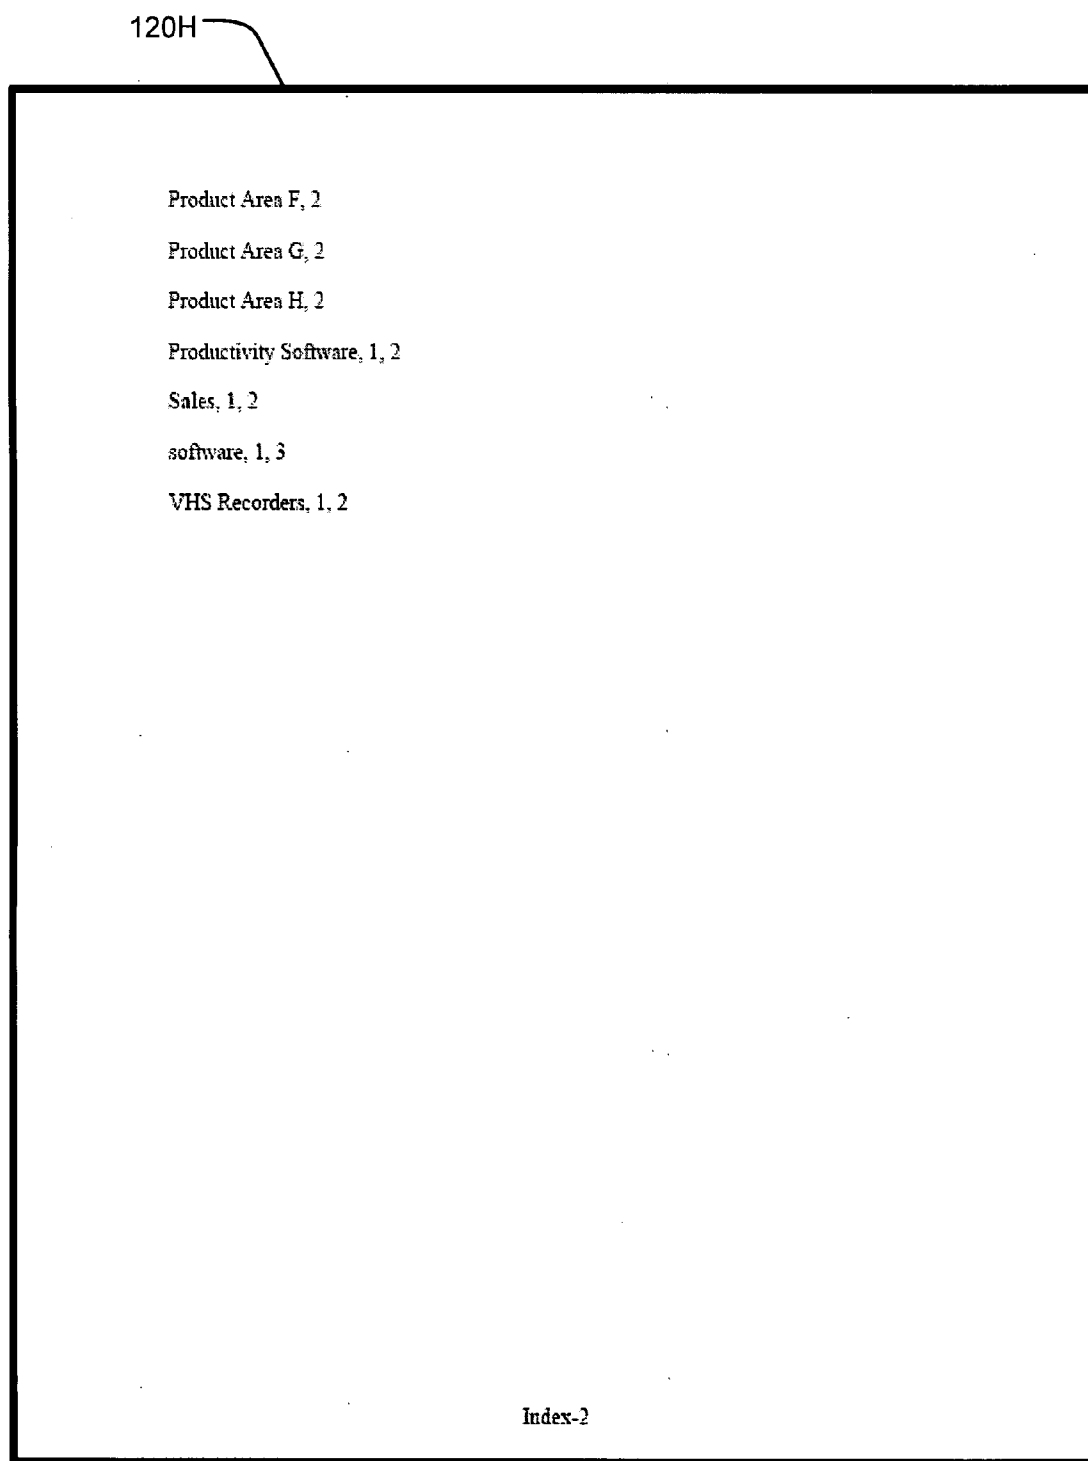 120H
Product Area F, 2
Product Area G, 2
Product Area H, 2
Productivity Software, 1, 2
Sales, 1, 2
software, 1, 3
VHS Recorders, 1, 2
Index-2